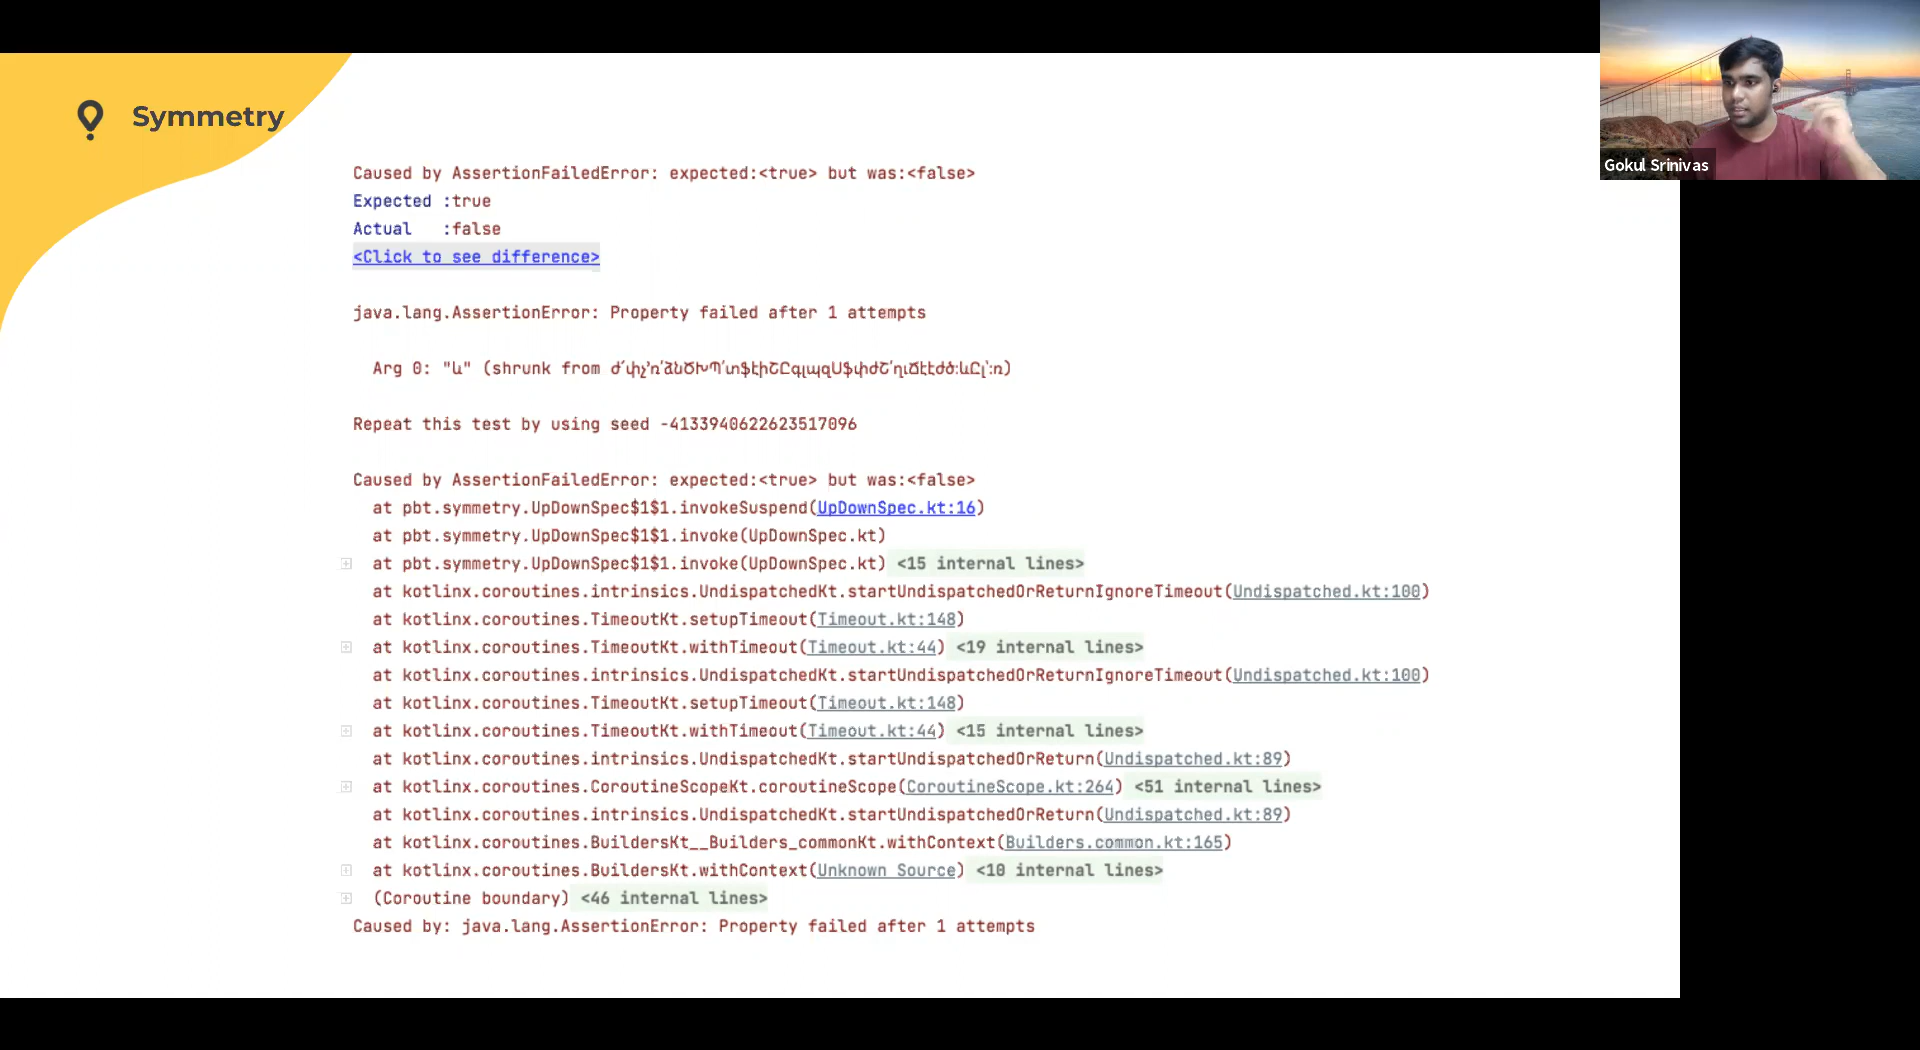 Symmetry
Gokul Srinivas
Caused by AssertionFailedError: expected:<true> but was:<false>
Expected :true
Actual   :false
<Click to see difference>
java.lang.AssertionError: Property failed after 1 attempts
Arg 0: "և" (shrunk from
Repeat this test by using seed -4133940622623517096
Caused by AssertionFailedError: expected:<true> but was:<false>
at pbt.symmetry.UpDownSpec$1$1.invokeSuspend(UpDownSpec.kt:16)
at pbt.symmetry.UpDownSpec$1$1.invoke(UpDownSpec.kt)
at pbt.symmetry.UpDownSpec$1$1.invoke(UpDownSpec.kt) <15 internal lines>
at kotlinx.coroutines.intrinsics.UndispatchedKt.startUndispatchedOrReturnIgnoreTimeout(Undispatched.kt:100)
at kotlinx.coroutines.TimeoutKt.setupTimeout(Timeout.kt:148)
at kotlinx.coroutines.TimeoutKt.withTimeout(Timeout.kt:44) <19 internal lines>
at kotlinx.coroutines.intrinsics.UndispatchedKt.startUndispatchedOrReturnIgnoreTimeout(Undispatched.kt:100)
at kotlinx.coroutines.TimeoutKt.setupTimeout(Timeout.kt:148)
at kotlinx.coroutines.TimeoutKt.withTimeout(Timeout.kt:44) <15 internal lines>
at kotlinx.coroutines.intrinsics.UndispatchedKt.startUndispatchedOrReturn(Undispatched.kt:89)
at kotlinx.coroutines.CoroutineScopeKt.coroutineScope(CoroutineScope.kt:264) <51 internal lines>
at kotlinx.coroutines.intrinsics.UndispatchedKt.startUndispatchedOrReturn(Undispatched.kt:89)
at kotlinx.coroutines.BuildersKt__Builders_commonKt.withContext(Builders.common.kt:165)
at kotlinx.coroutines.BuildersKt.withContext(Unknown Source) <10 internal lines>
(Coroutine boundary) <46 internal lines>
Caused by: java.lang.AssertionError: Property failed after 1 attempts